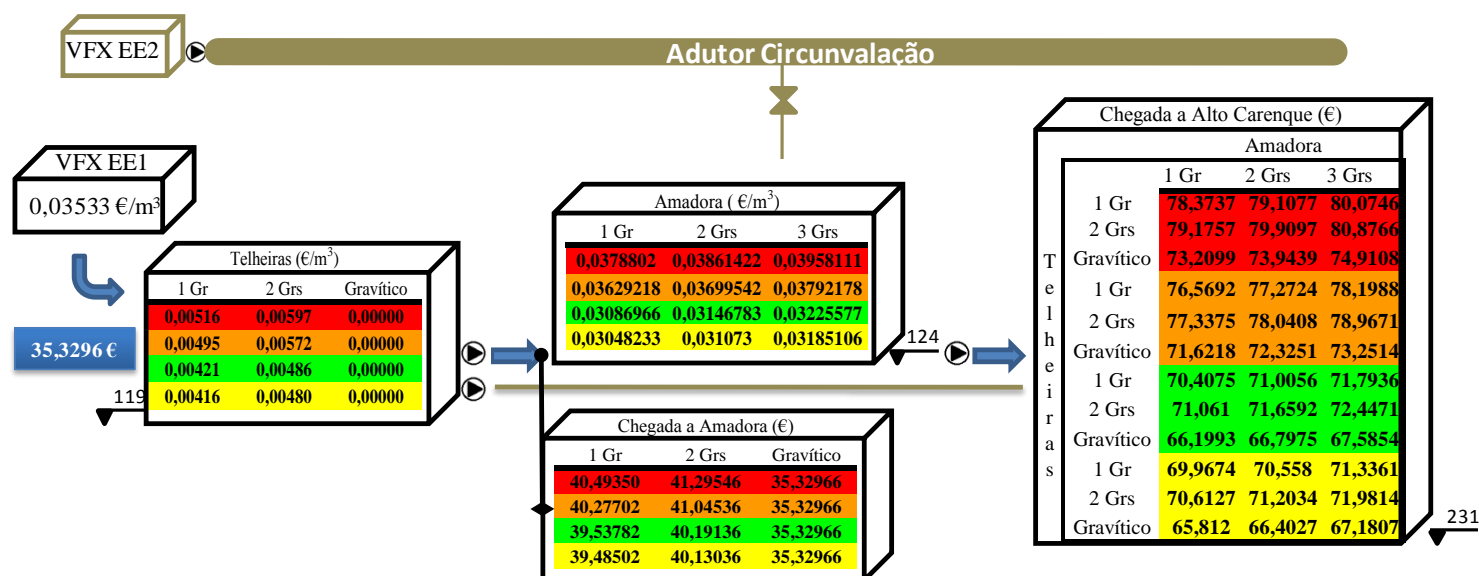 VFX EE2
Adutor Circunvalação
VFX EE1
0,03533 €/m³
35,3296 €
119
Telheiras (€/m³)
1 Gr 2 Grs Gravítico
0,00516 0,00597 0,00000
0,00495 0,00572 0,00000
0,00421 0,00486 0,00000
0,00416 0,00480 0,00000
Amadora ( €/m³)
1 Gr 2 Grs 3 Grs
0,0378802 0,03861422 0,03958111
0,03629218 0,03699542 0,03792178
0,03086966 0,03146783 0,03225577
0,03048233 0,031073 0,03185106
124
Chegada a Amadora (€)
1 Gr 2 Grs Gravítico
40,49350 41,29546 35,32966
40,27702 41,04536 35,32966
39,53782 40,19136 35,32966
39,48502 40,13036 35,32966
Chegada a Alto Carenque (€)
Amadora
1 Gr 2 Grs 3 Grs
Telheiras
1 Gr 78,3737 79,1077 80,0746
2 Grs 79,1757 79,9097 80,8766
Gravítico 73,2099 73,9439 74,9108
1 Gr 76,5692 77,2724 78,1988
2 Grs 77,3375 78,0408 78,9671
Gravítico 71,6218 72,3251 73,2514
1 Gr 70,4075 71,0056 71,7936
2 Grs 71,061 71,6592 72,4471
Gravítico 66,1993 66,7975 67,5854
1 Gr 69,9674 70,558 71,3361
2 Grs 70,6127 71,2034 71,9814
Gravítico 65,812 66,4027 67,1807
231